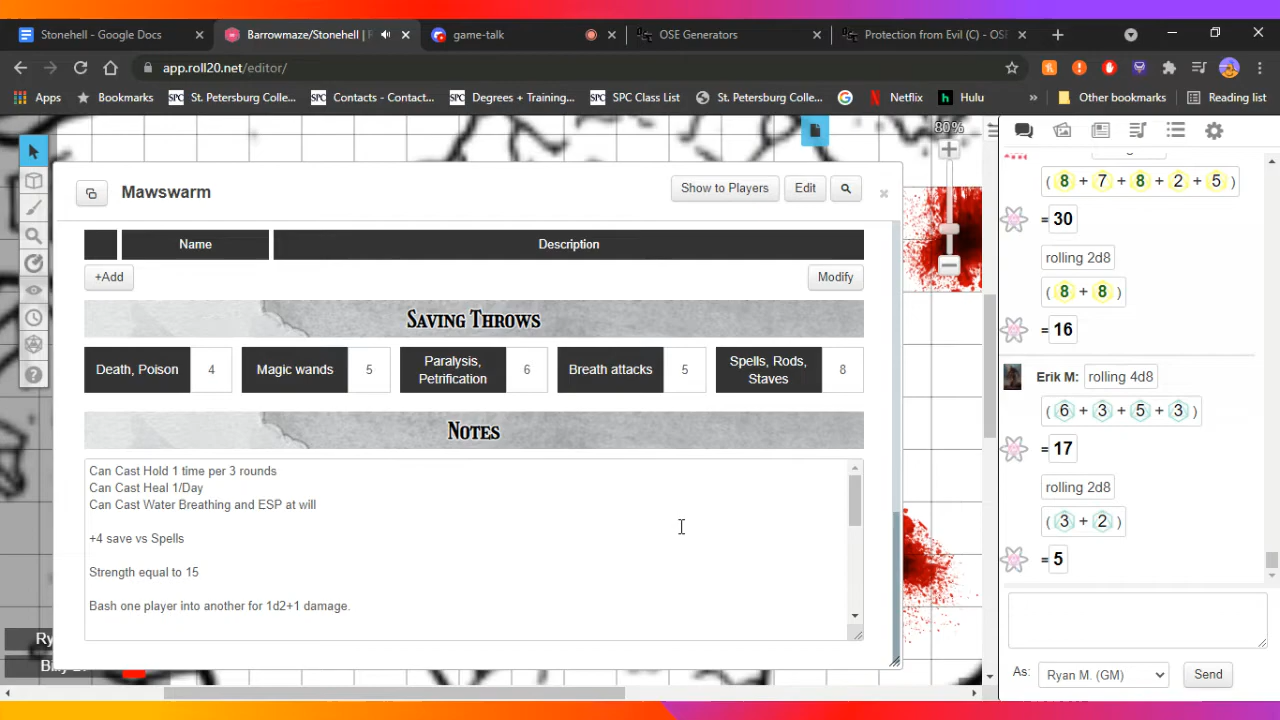 Stonehell - Google Docs
Barrowmaze/Stonehell | R
game-talk
OSE Generators
Protection from Evil (C) - OSE
app.roll20.net/editor/
Apps
Bookmarks
SPC St. Petersburg Colle...
SPC Contacts - Contact...
SPC Degrees + Training...
SPC SPC Class List
St. Petersburg Colle...
Netflix
h Hulu
»
Other bookmarks
Reading list
80%
Mawswarm
Show to Players
Edit
Name
Description
+Add
Modify
Saving Throws
Death, Poison 4
Magic wands 5
Paralysis, Petrification 6
Breath attacks 5
Spells, Rods, Staves 8
Notes
Can Cast Hold 1 time per 3 rounds
Can Cast Heal 1/Day
Can Cast Water Breathing and ESP at will
+4 save vs Spells
Strength equal to 15
Bash one player into another for 1d2+1 damage.
(8 + 7 + 8 + 2 + 5)
= 30
rolling 2d8
(8 + 8)
= 16
Erik M: rolling 4d8
(6 + 3 + 5 + 3)
= 17
rolling 2d8
(3 + 2)
= 5
As: Ryan M. (GM)
Send